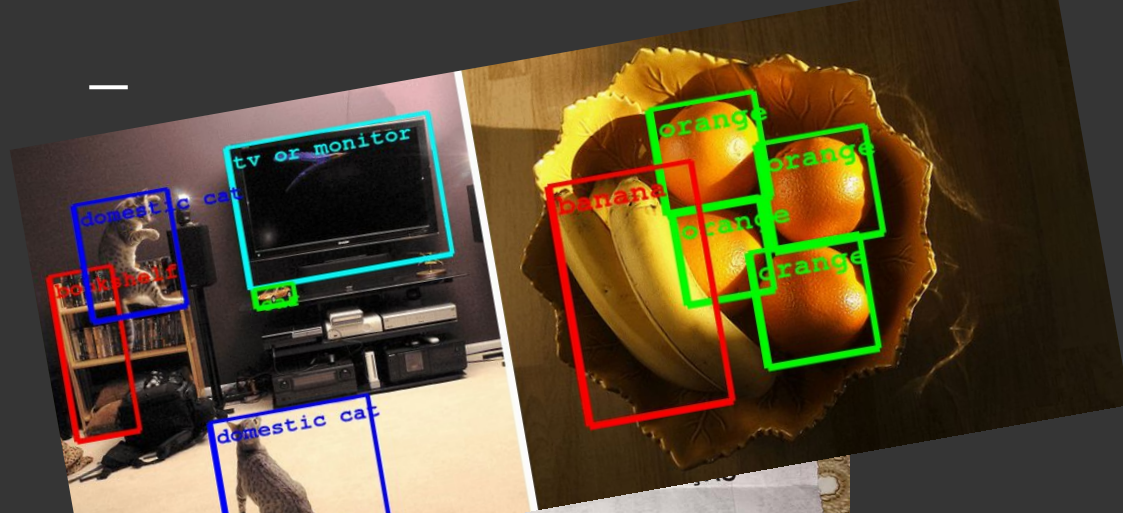 tv or monitor
domestic cat
bookshelf
domestic cat
orange
orange
banana
orange
orange